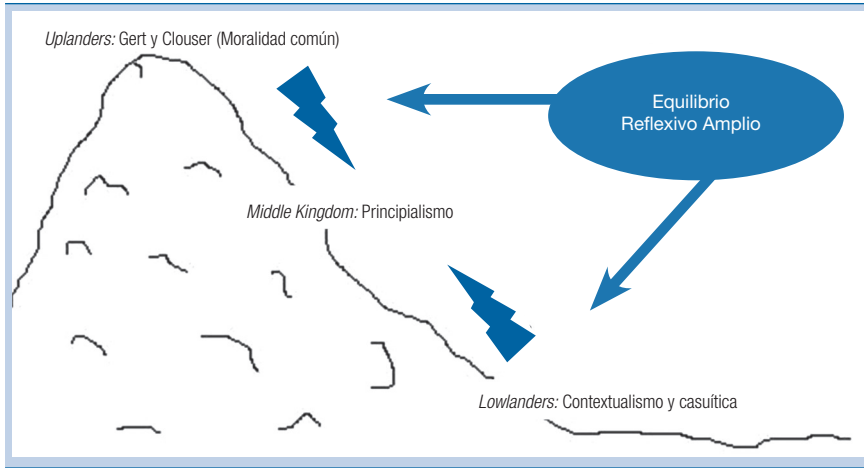 Uplanders: Gert y Clouser (Moralidad común)
Equilibrio
Reflexivo Amplio
Middle Kingdom: Principialismo
Lowlanders: Contextualismo y casuítica